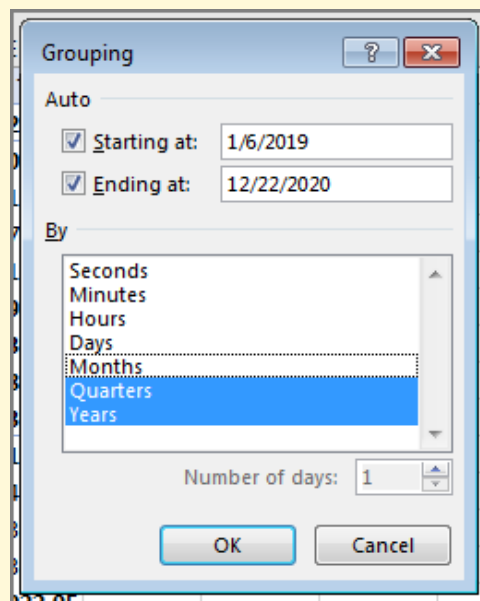 Grouping
Auto
Starting at: 1/6/2019
Ending at: 12/22/2020
By
Seconds
Minutes
Hours
Days
Months
Quarters
Years
Number of days: 1
OK Cancel